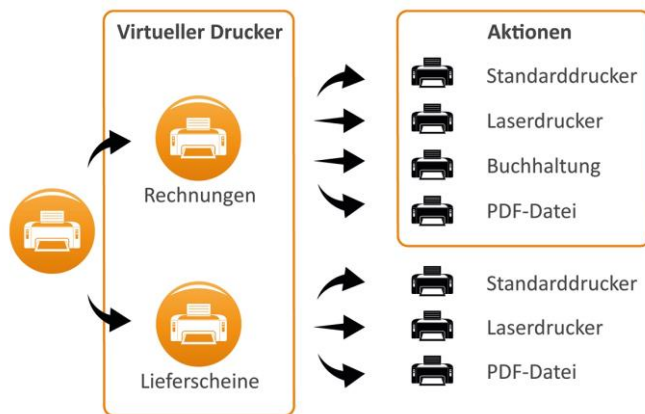 Virtueller Drucker
Rechnungen
Lieferscheine
Aktionen
Standarddrucker
Laserdrucker
Buchhaltung
PDF-Datei
Standarddrucker
Laserdrucker
PDF-Datei